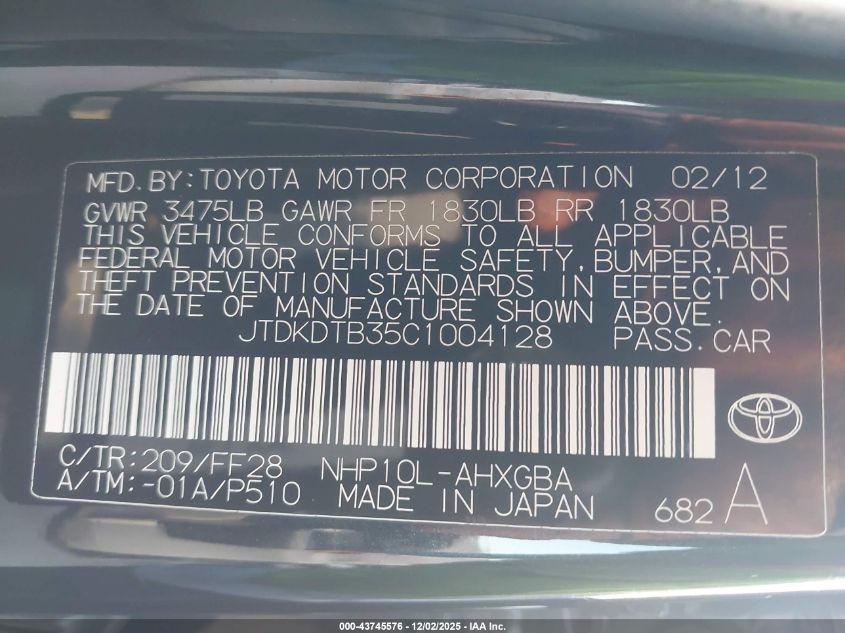 MFD.BY:TOYOTA MOTOR CORPORATION 02/12
GVWR 3475LB GAWR FR 1830LB RR 1830LB
THIS VEHICLE CONFORMS TO ALL APPLICABLE
FEDERAL MOTOR VEHICLE SAFETY, BUMPER, AND
THEFT PREVENTION STANDARDS IN EFFECT ON
THE DATE OF MANUFACTURE SHOWN ABOVE.
JTDKDTB35C1004128 PASS.CAR
C/TR:209/FF28 NHP10L-AHXGBA
A/TM:-01A/P510 MADE IN JAPAN 682 A
000-43745576 - 12/02/2025 - IAA Inc.